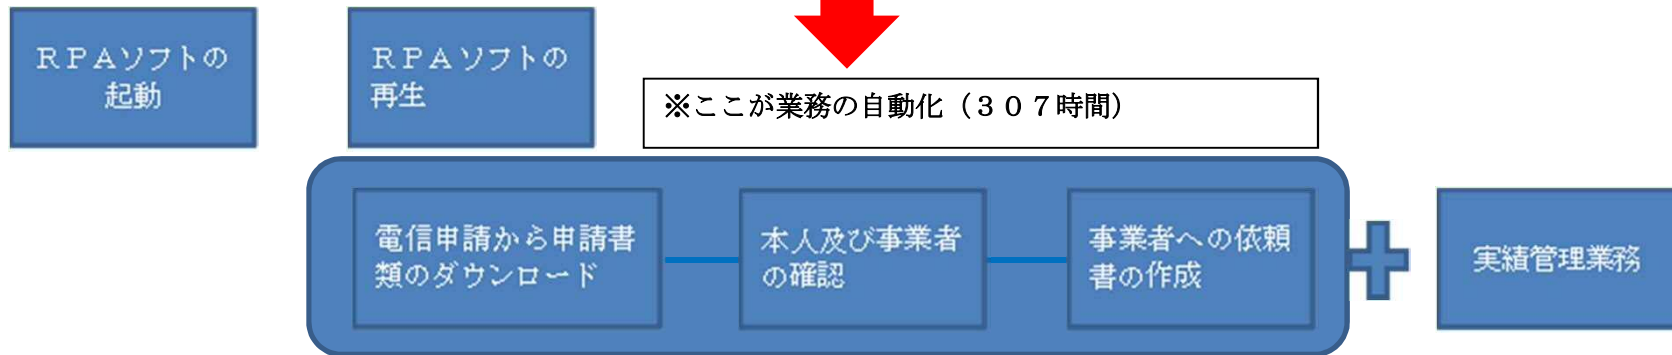 ＲＰＡソフトの
起動
ＲＰＡソフトの
再生
※ここが業務の自動化（３０７時間）
電信申請から申請書
類のダウンロード
本人及び事業者
の確認
事業者への依頼
書の作成
実績管理業務